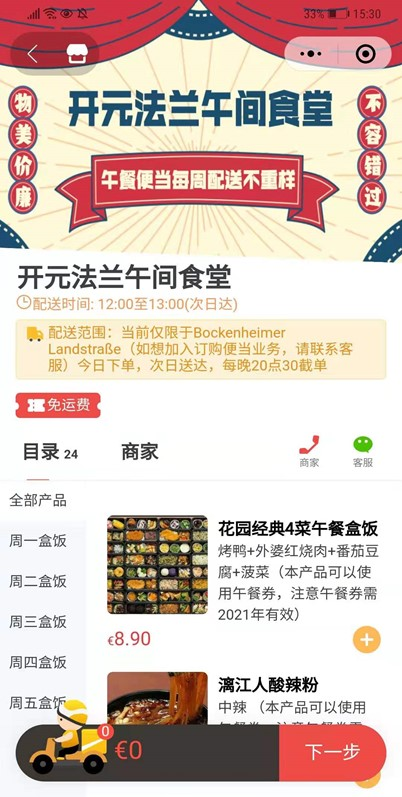 33% 15:30
物美价廉
开元法兰午间食堂
不容错过
午餐便当每周配送不重样
开元法兰午间食堂
配送时间: 12:00至13:00(次日达)
配送范围：当前仅限于Bockenheimer
Landstraße（如想加入订购便当业务，请联系客
服）今日下单，次日送达，每晚20点30截单
免运费
目录 24 商家
商家 客服
全部产品
周一盒饭
周二盒饭
周三盒饭
周四盒饭
周五盒饭
花园经典4菜午餐盒饭
烤鸭+外婆红烧肉+番茄豆
腐+菠菜（本产品可以使
用午餐券，注意午餐券需
2021年有效）
€8.90
漓江人酸辣粉
中辣 （本产品可以使用
0
€0
下一步